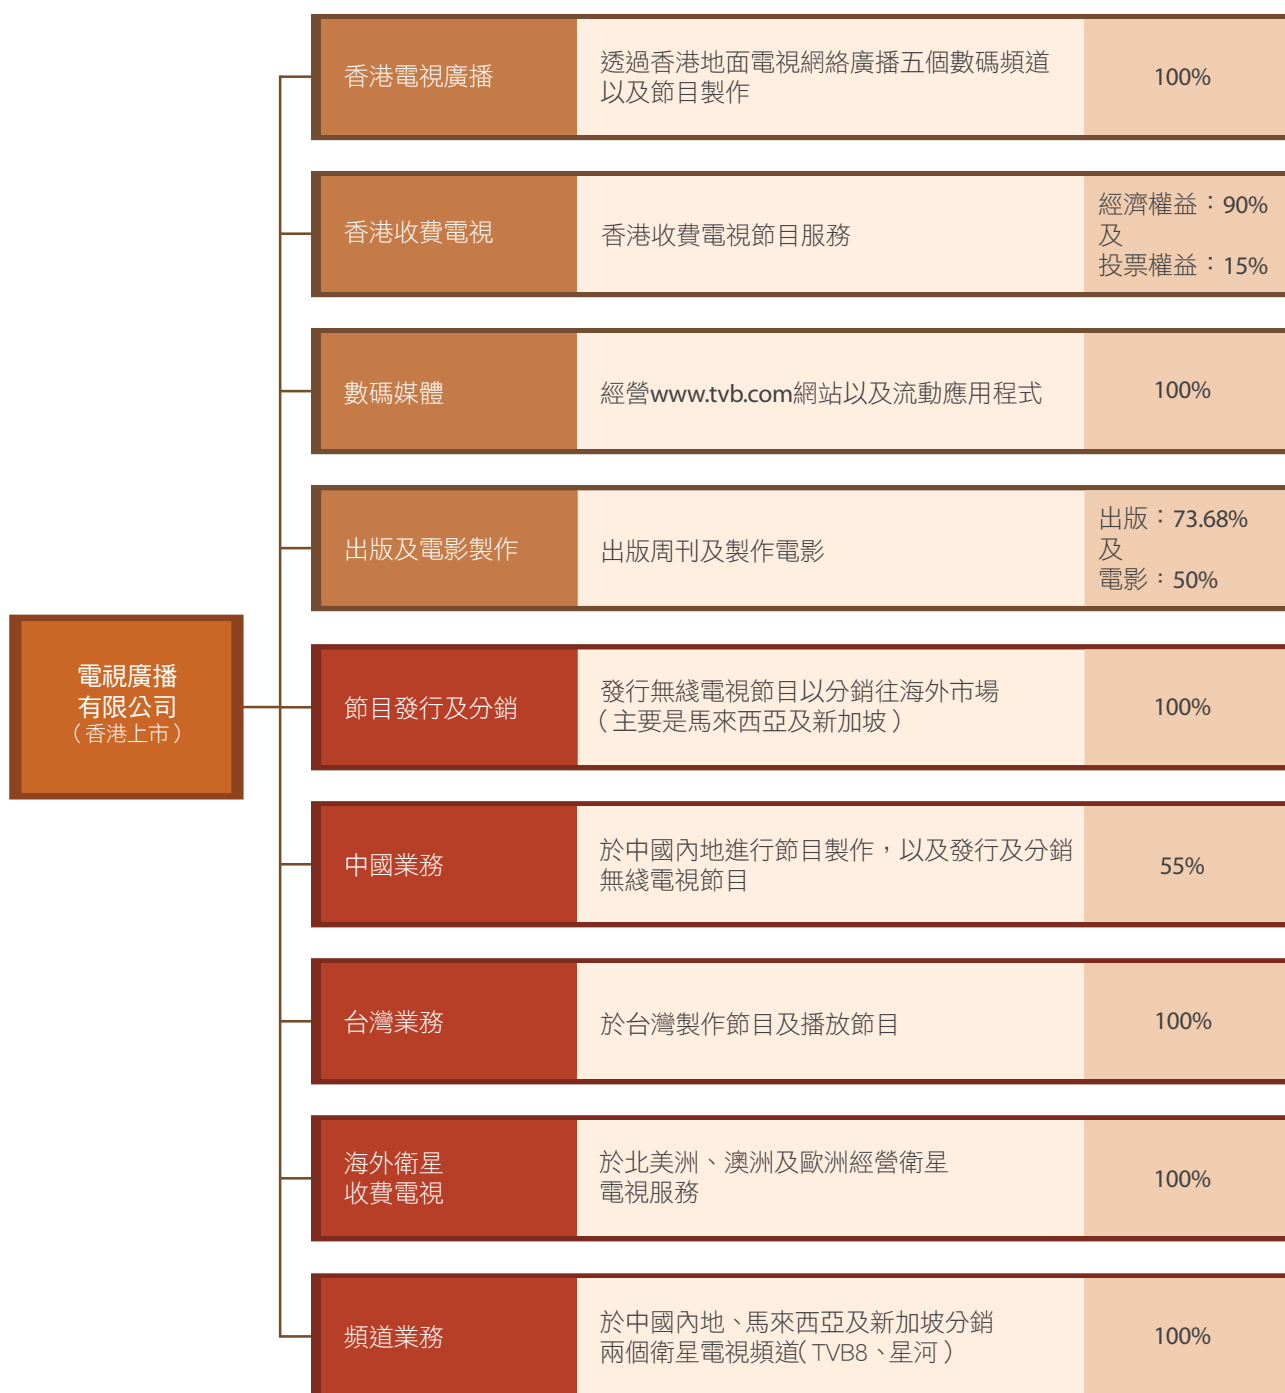 電視廣播
有限公司
（香港上市）
香港電視廣播
透過香港地面電視網絡廣播五個數碼頻道
以及節目製作
100%
香港收費電視
香港收費電視節目服務
經濟權益：90%
及
投票權益：15%
數碼媒體
經營www.tvb.com網站以及流動應用程式
100%
出版及電影製作
出版周刊及製作電影
出版：73.68%
及
電影：50%
節目發行及分銷
發行無綫電視節目以分銷往海外市場
（主要是馬來西亞及新加坡）
100%
中國業務
於中國內地進行節目製作，以及發行及分銷
無綫電視節目
55%
台灣業務
於台灣製作節目及播放節目
100%
海外衛星
收費電視
於北美洲、澳洲及歐洲經營衛星
電視服務
100%
頻道業務
於中國內地、馬來西亞及新加坡分銷
兩個衛星電視頻道（TVB8、星河）
100%